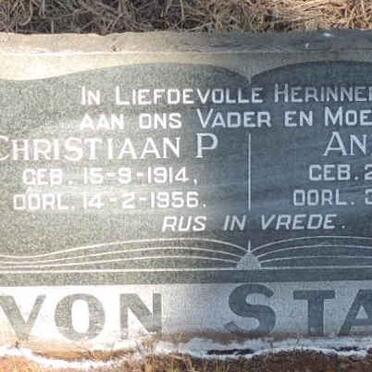 IN LIEFDEVOLLE HERINNE
AAN ONS VADER EN MOE
CHRISTIAAN P AN
GEB. 15-9-1914, GEB. 2
OORL. 14-2-1956. OORL. 3
RUS IN VREDE.
VON STA